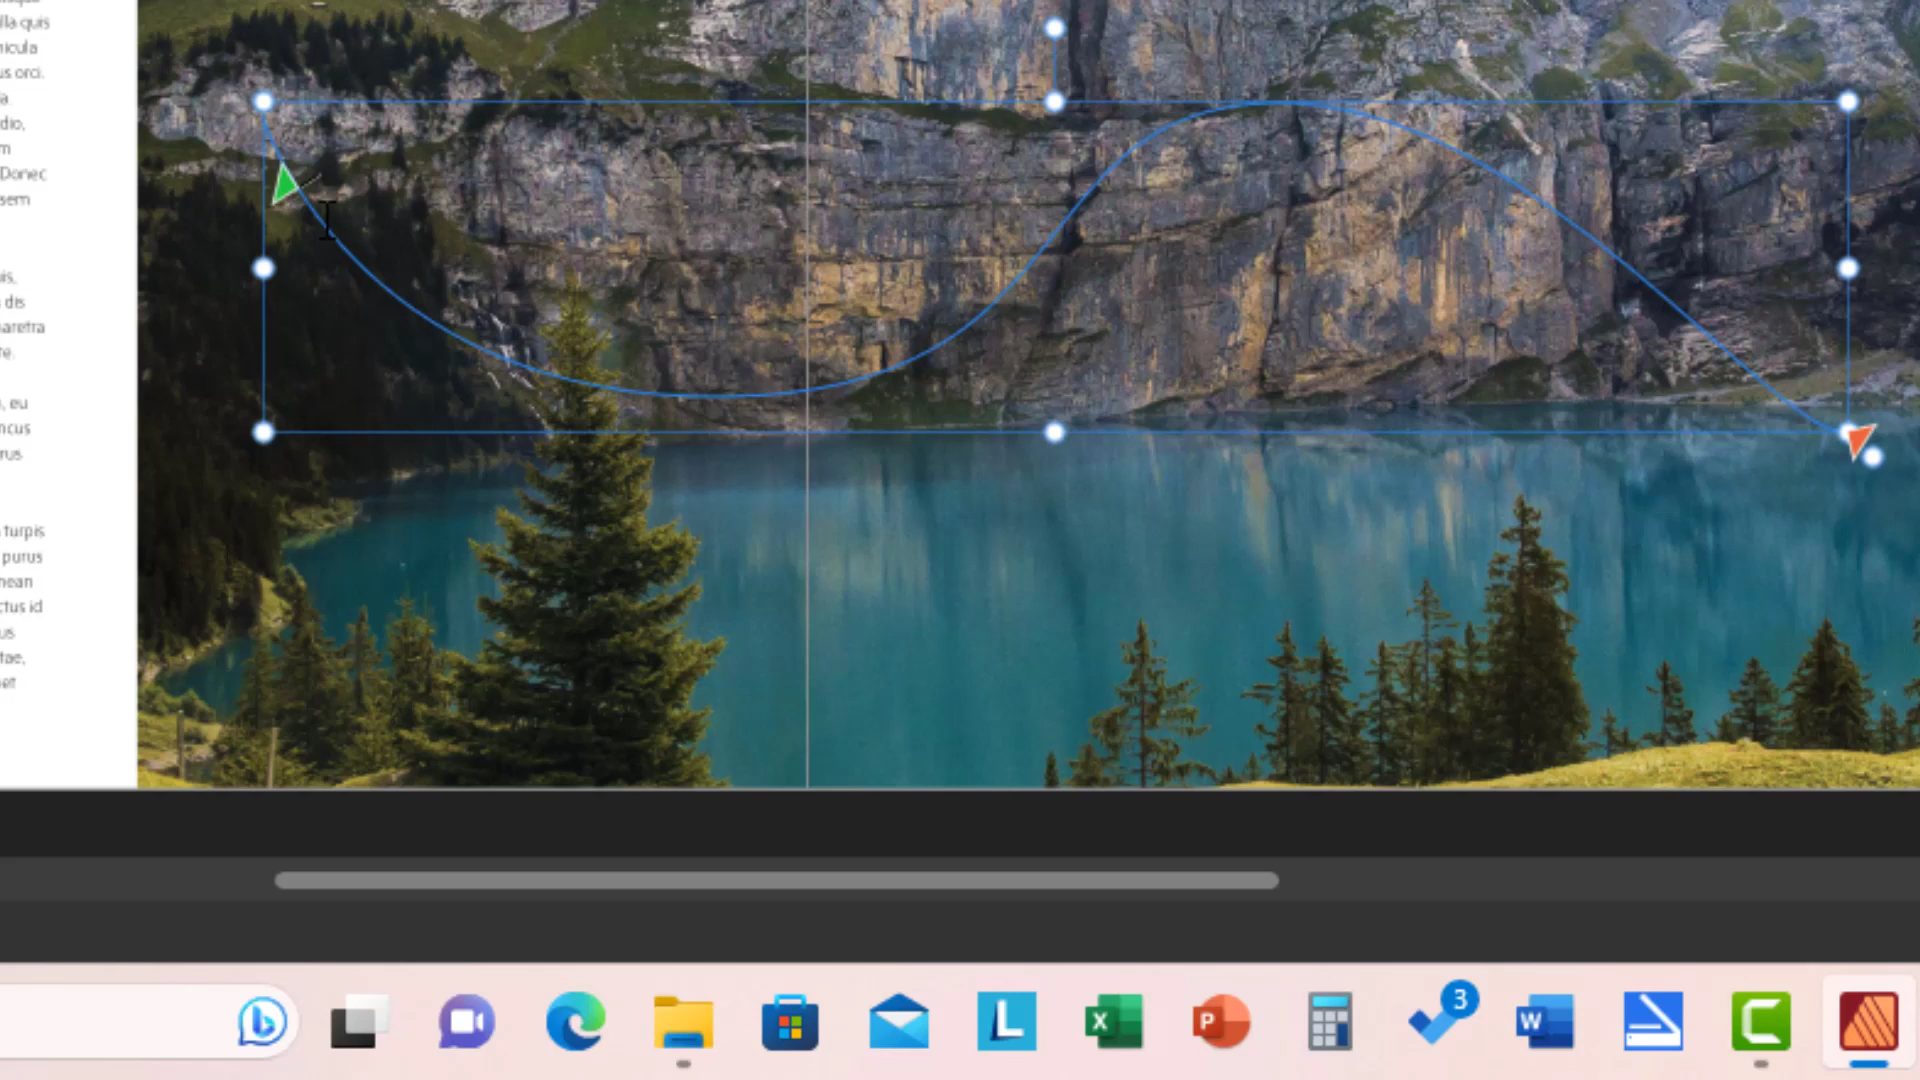 lla quis
nicula
us orci.
a.
dio,
m
Donec
sem
is,
dis
aretra
te.
, eu
ncus
rus
turpis
purus
nean
ctus id
us
tae,
et
3
b
L
X
P
W
C